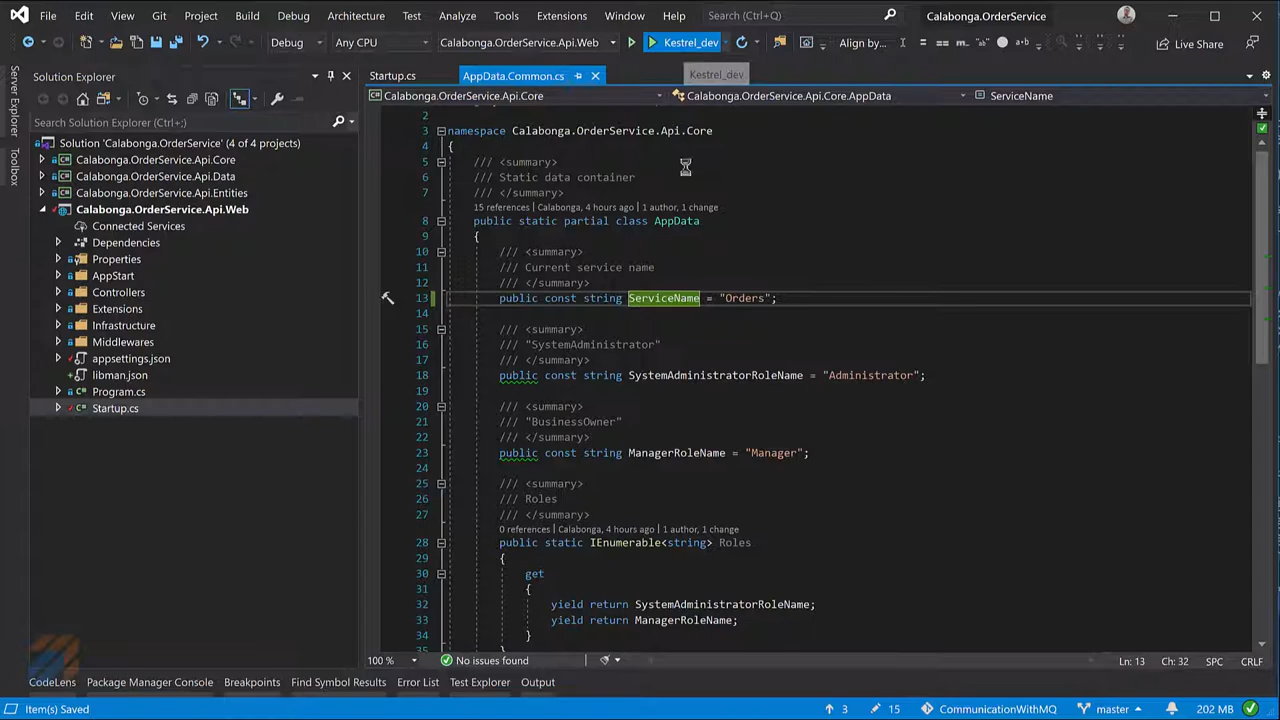 File Edit View Git Project Build Debug Architecture Test Analyze Tools Extensions Window Help Search (Ctrl+Q) Calabonga.OrderService
Debug Any CPU Calabonga.OrderService.Api.Web Kestrel_dev Align by... Live Share
Kestrel_dev
Server Explorer
Toolbox
Solution Explorer
Search Solution Explorer (Ctrl+;)
Solution 'Calabonga.OrderService' (4 of 4 projects)
Calabonga.OrderService.Api.Core
Calabonga.OrderService.Api.Data
Calabonga.OrderService.Api.Entities
Calabonga.OrderService.Api.Web
Connected Services
Dependencies
Properties
AppStart
Controllers
Extensions
Infrastructure
Middlewares
appsettings.json
libman.json
Program.cs
Startup.cs
Startup.cs AppData.Common.cs
Calabonga.OrderService.Api.Core Calabonga.OrderService.Api.Core.AppData ServiceName
2
3 namespace Calabonga.OrderService.Api.Core
4 {
5 /// <summary>
6 /// Static data container
7 /// </summary>
15 references | Calabonga, 4 hours ago | 1 author, 1 change
8 public static partial class AppData
9 {
10 /// <summary>
11 /// Current service name
12 /// </summary>
13 public const string ServiceName = "Orders";
14
15 /// <summary>
16 /// "SystemAdministrator"
17 /// </summary>
18 public const string SystemAdministratorRoleName = "Administrator";
19
20 /// <summary>
21 /// "BusinessOwner"
22 /// </summary>
23 public const string ManagerRoleName = "Manager";
24
25 /// <summary>
26 /// Roles
27 /// </summary>
0 references | Calabonga, 4 hours ago | 1 author, 1 change
28 public static IEnumerable<string> Roles
29 {
30 get
31 {
32 yield return SystemAdministratorRoleName;
33 yield return ManagerRoleName;
34 }
35 }
100 % No issues found Ln: 13 Ch: 32 SPC CRLF
CodeLens Package Manager Console Breakpoints Find Symbol Results Error List Test Explorer Output
Item(s) Saved 3 15 CommunicationWithMQ master 202 MB